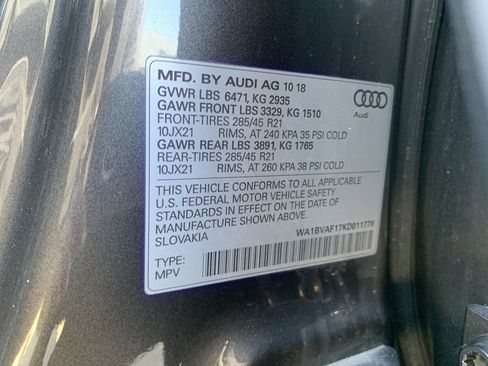 MFD. BY AUDI AG 10 18
GVWR LBS 6471, KG 2935
GAWR FRONT LBS 3329, KG 1510
FRONT-TIRES 285/45 R21
10JX21 RIMS, AT 240 KPA 35 PSI COLD
GAWR REAR LBS 3891, KG 1765
REAR-TIRES 285/45 R21
10JX21 RIMS, AT 260 KPA 38 PSI COLD
THIS VEHICLE CONFORMS TO ALL APPLICABLE
U.S. FEDERAL MOTOR VEHICLE SAFETY
STANDARDS IN EFFECT ON THE DATE OF
MANUFACTURE SHOWN ABOVE.
SLOVAKIA
WA1BVAF17KD011776
TYPE:
MPV
Audi